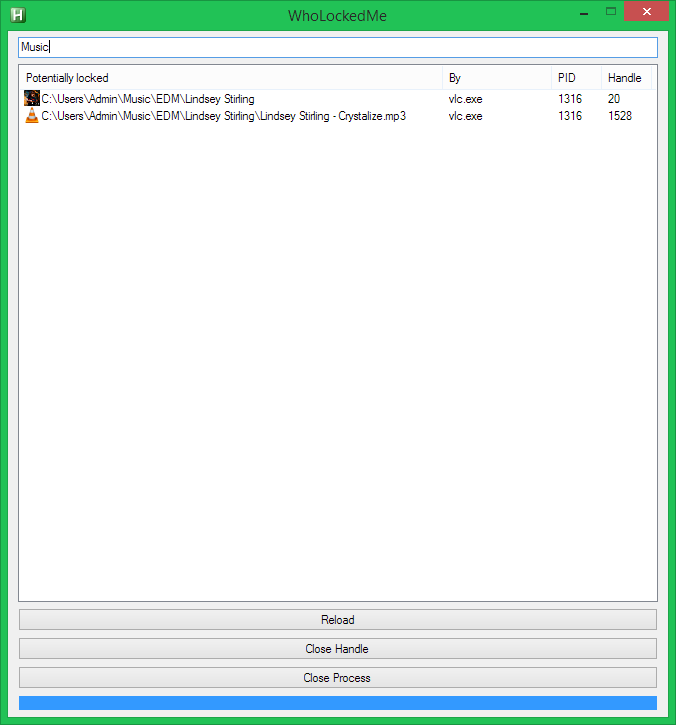 WhoLockedMe
Music
Potentially locked By PID Handle
C:\Users\Admin\Music\EDM\Lindsey Stirling vlc.exe 1316 20
C:\Users\Admin\Music\EDM\Lindsey Stirling\Lindsey Stirling - Crystalize.mp3 vlc.exe 1316 1528
Reload
Close Handle
Close Process